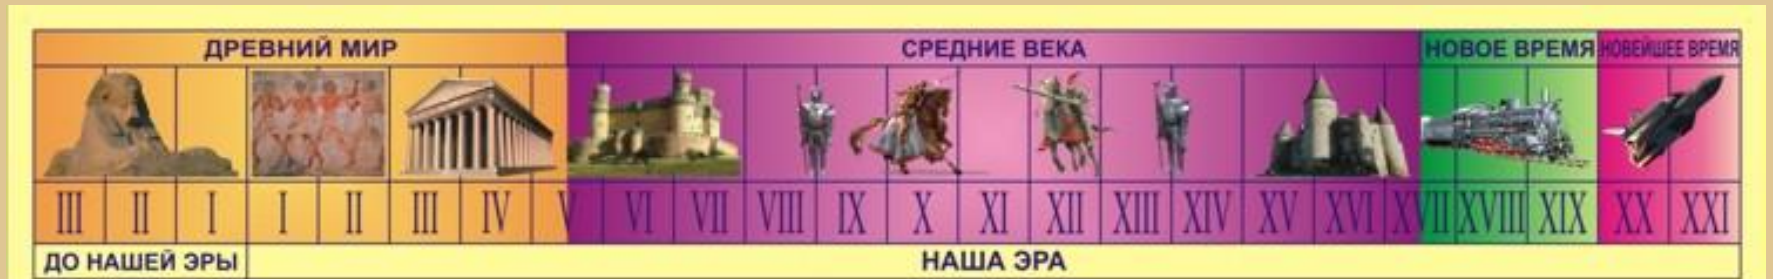 ДРЕВНИЙ МИР СРЕДНИЕ ВЕКА НОВОЕ ВРЕМЯ НОВЕЙШЕЕ ВРЕМЯ
III II I I II III IV V VI VII VIII IX X XI XII XIII XIV XV XVI XVII XVIII XIX XX XXI
ДО НАШЕЙ ЭРЫ НАША ЭРА